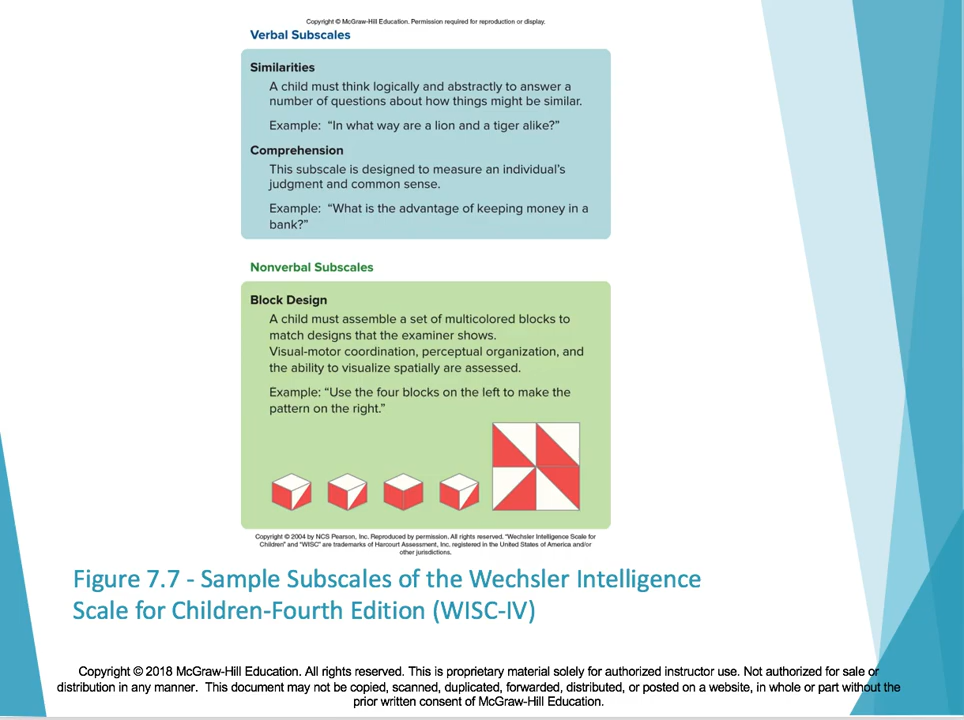 Copyright © McGraw-Hill Education. Permission required for reproduction or display.
Verbal Subscales
Similarities
A child must think logically and abstractly to answer a
number of questions about how things might be similar.
Example: “In what way are a lion and a tiger alike?”
Comprehension
This subscale is designed to measure an individual’s
judgment and common sense.
Example: “What is the advantage of keeping money in a
bank?”
Nonverbal Subscales
Block Design
A child must assemble a set of multicolored blocks to
match designs that the examiner shows.
Visual-motor coordination, perceptual organization, and
the ability to visualize spatially are assessed.
Example: “Use the four blocks on the left to make the
pattern on the right.”
Copyright © 2004 by NCS Pearson, Inc. Reproduced by permission. All rights reserved. “Wechsler Intelligence Scale for
Children” and “WISC” are trademarks of Harcourt Assessment, Inc. registered in the United States of America and/or
other jurisdictions.
Figure 7.7 - Sample Subscales of the Wechsler Intelligence
Scale for Children-Fourth Edition (WISC-IV)
Copyright © 2018 McGraw-Hill Education. All rights reserved. This is proprietary material solely for authorized instructor use. Not authorized for sale or
distribution in any manner. This document may not be copied, scanned, duplicated, forwarded, distributed, or posted on a website, in whole or part without the
prior written consent of McGraw-Hill Education.